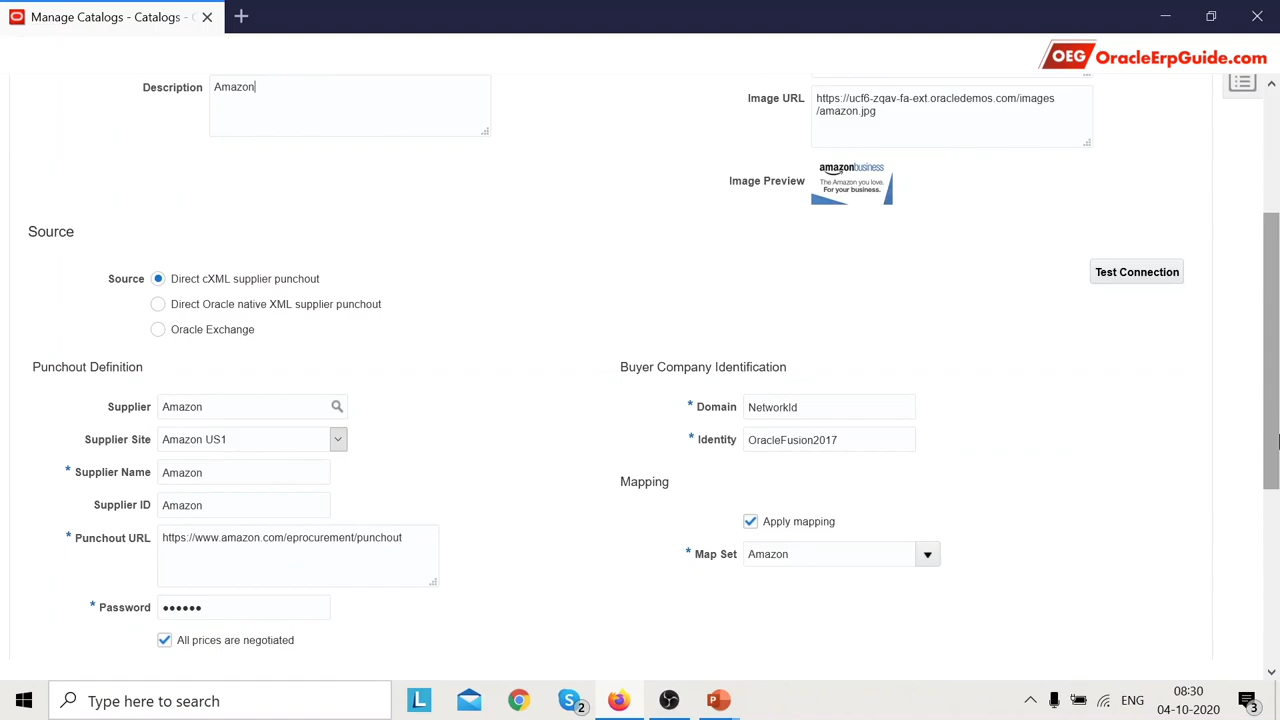 Manage Catalogs - Catalogs -
OEG OracleErpGuide.com
Description Amazon
Image URL https://ucf6-zqav-fa-ext.oracledemos.com/images
/amazon.jpg
Image Preview
amazonbusiness
The Amazon you love.
For your business.
Source
Source Direct cXML supplier punchout
Test Connection
Direct Oracle native XML supplier punchout
Oracle Exchange
Punchout Definition
Supplier Amazon
Supplier Site Amazon US1
* Supplier Name Amazon
Supplier ID Amazon
* Punchout URL https://www.amazon.com/eprocurement/punchout
* Password ••••••
All prices are negotiated
Buyer Company Identification
* Domain NetworkId
* Identity OracleFusion2017
Mapping
Apply mapping
* Map Set Amazon
Type here to search
L
S 2
P
ENG
08:30
04-10-2020
3